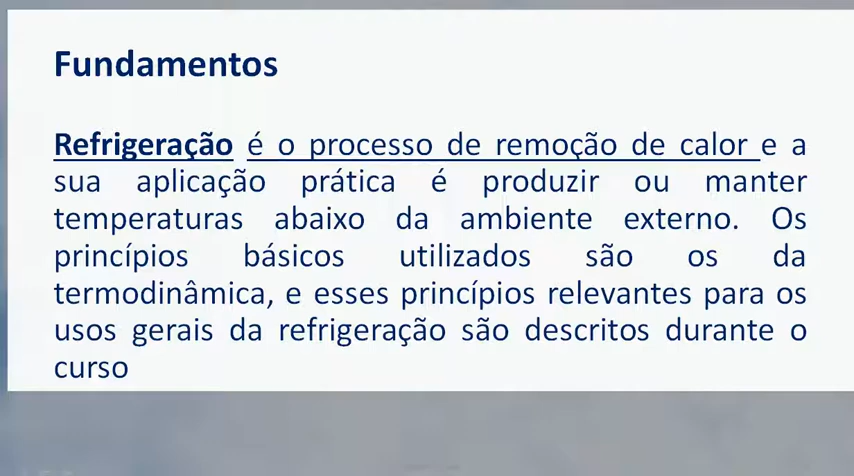 Fundamentos
Refrigeração é o processo de remoção de calor e a
sua aplicação prática é produzir ou manter
temperaturas abaixo da ambiente externo. Os
princípios básicos utilizados são os da
termodinâmica, e esses princípios relevantes para os
usos gerais da refrigeração são descritos durante o
curso